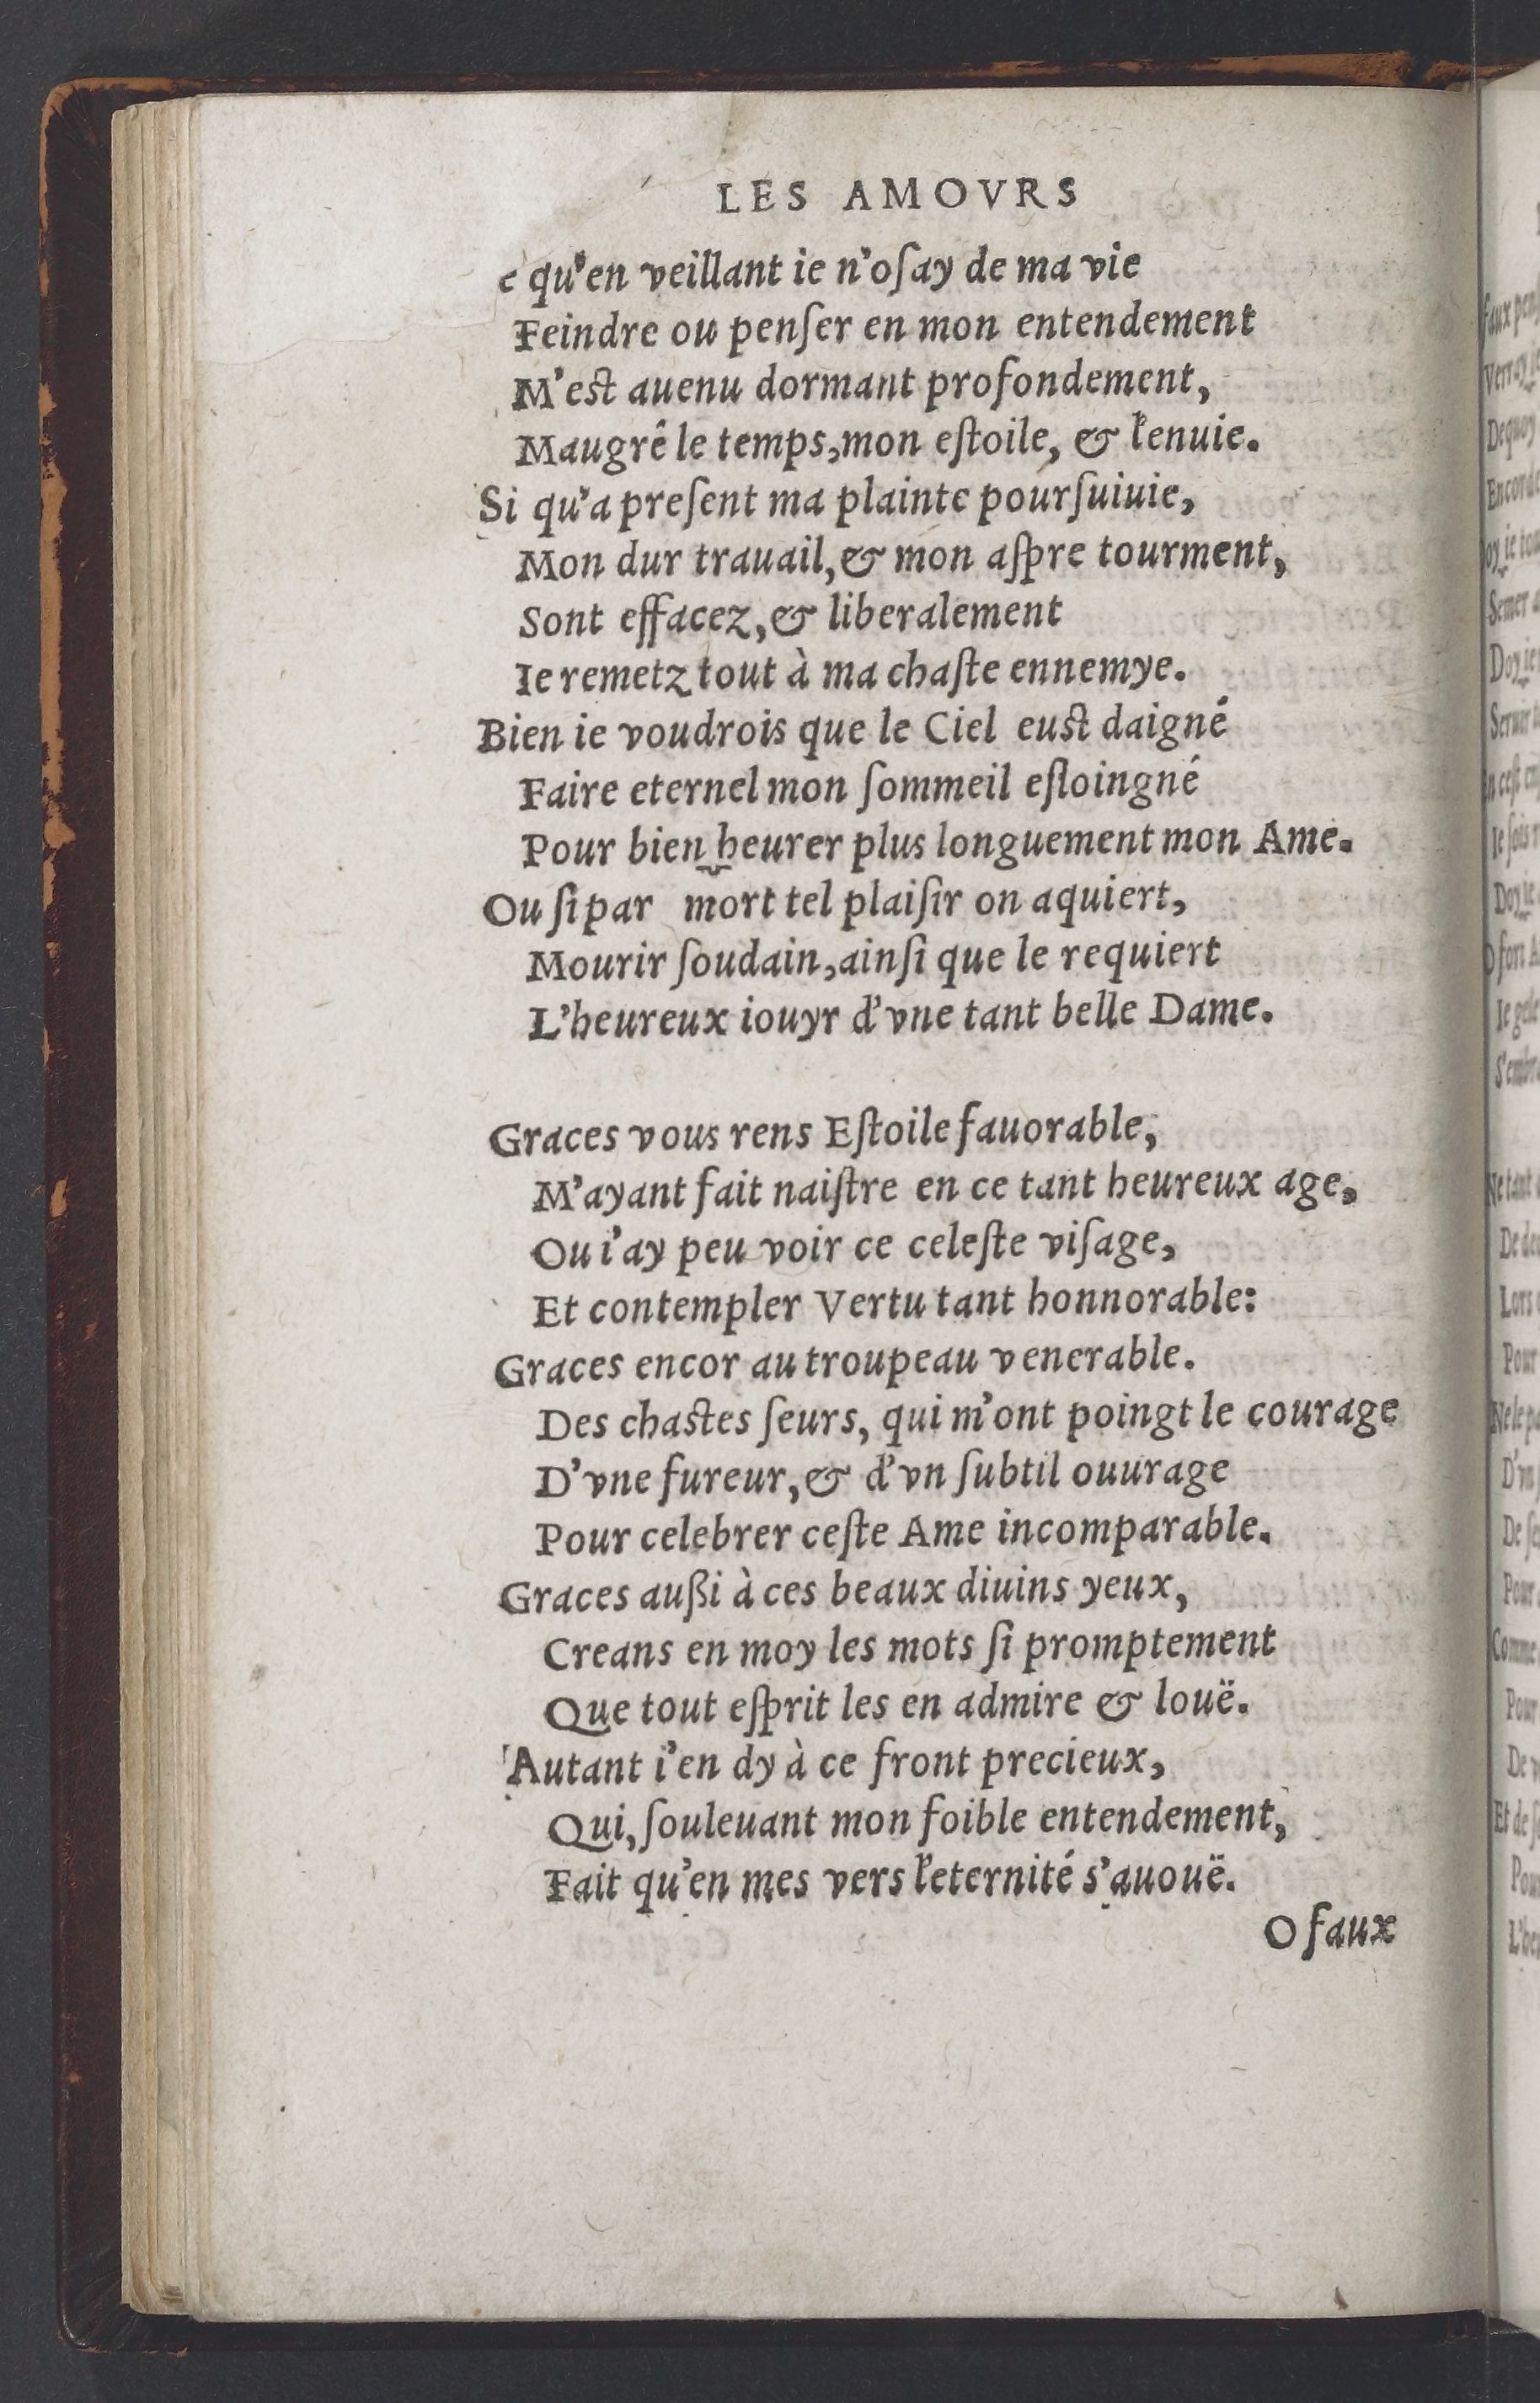 LES AMOVRS
e qu'en veillant ie n'oſay de ma vie
Feindre ou penſer en mon entendement
M'eſt auenu dormant profondement,
Maugrê le temps, mon eſtoile, & l'enuie.
Si qu'a preſent ma plainte pourſuiuie,
Mon dur trauail, & mon aſpre tourment,
Sont effacez, & liberalement
Ie remetz tout à ma chaſte ennemye.
Bien ie voudrois que le Ciel euſt daigné
Faire eternel mon ſommeil eſloingné
Pour bien‿heurer plus longuement mon Ame.
Ou ſi par mort tel plaiſir on aquiert,
Mourir ſoudain, ainſi que le requiert
L'heureux iouyr d'vne tant belle Dame.
Graces vous rens Eſtoile fauorable,
M'ayant fait naiſtre en ce tant heureux age,
Ou i'ay peu voir ce celeſte viſage,
Et contempler Vertu tant honnorable:
Graces encor au troupeau venerable.
Des chaſtes ſeurs, qui m'ont poingt le courage
D'vne fureur, & d'vn ſubtil ouurage
Pour celebrer ceſte Ame incomparable.
Graces außi à ces beaux diuins yeux,
Creans en moy les mots ſi promptement
Que tout eſprit les en admire & louë.
Autant i'en dy à ce front precieux,
Qui, ſouleuant mon foible entendement,
Fait qu'en mes vers l'eternité s'auouë.
O faux